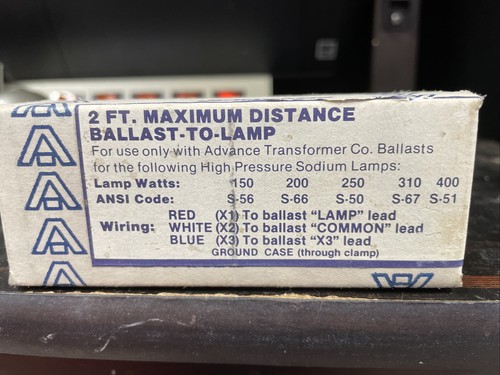 2 FT. MAXIMUM DISTANCE
BALLAST-TO-LAMP
For use only with Advance Transformer Co. Ballasts
for the following High Pressure Sodium Lamps:
Lamp Watts: 150 200 250 310 400
ANSI Code: S-56 S-66 S-50 S-67 S-51
RED (X1) To ballast "LAMP" lead
Wiring: WHITE (X2) To ballast "COMMON" lead
BLUE (X3) To ballast "X3" lead
GROUND CASE (through clamp)